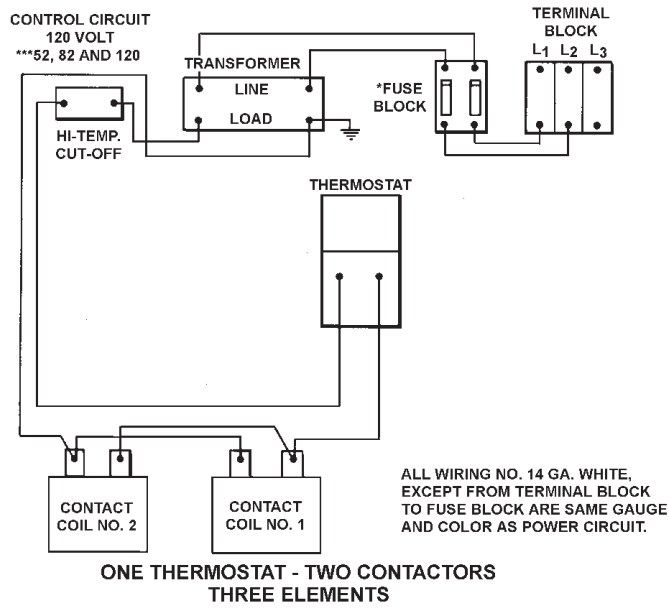 CONTROL CIRCUIT
120 VOLT
***52, 82 AND 120
TERMINAL
BLOCK
L1 L2 L3
TRANSFORMER
LINE
LOAD
*FUSE
BLOCK
HI-TEMP.
CUT-OFF
THERMOSTAT
CONTACT
COIL NO. 2
CONTACT
COIL NO. 1
ALL WIRING NO. 14 GA. WHITE,
EXCEPT FROM TERMINAL BLOCK
TO FUSE BLOCK ARE SAME GAUGE
AND COLOR AS POWER CIRCUIT.
ONE THERMOSTAT - TWO CONTACTORS
THREE ELEMENTS